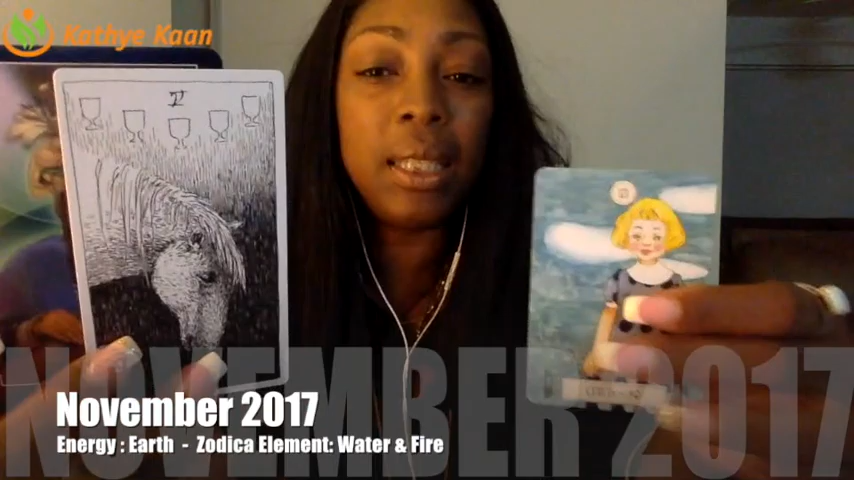 Kathye Kaan
V
NOVEMBER 2017
November 2017
Energy : Earth - Zodica Element: Water & Fire